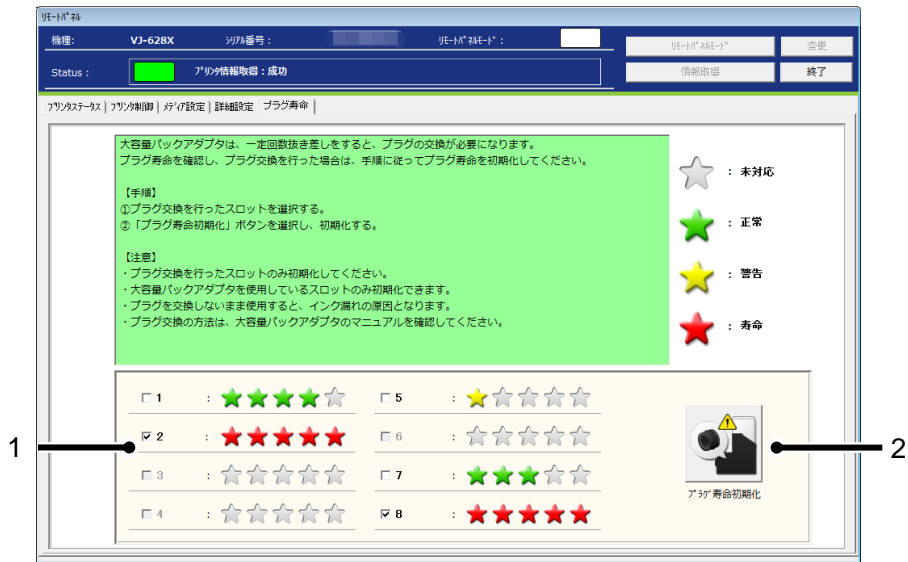 リモートパネル
機種:
VJ-628X
シリアル番号:
リモートパネルモード:
リモートパネルモード
変更
Status :
プリンタ情報取得:成功
情報取得
終了
プリンタステータス
プリンタ制御
メディア設定
詳細設定
プラグ寿命
大容量パックアダプタは、一定回数抜き差しをすると、プラグの交換が必要になります。
プラグ寿命を確認し、プラグ交換を行った場合は、手順に従ってプラグ寿命を初期化してください。
【手順】
①プラグ交換を行ったスロットを選択する。
②「プラグ寿命初期化」ボタンを選択し、初期化する。
【注意】
・プラグ交換を行ったスロットのみ初期化してください。
・大容量パックアダプタを使用しているスロットのみ初期化できます。
・プラグを交換しないまま使用すると、インク漏れの原因となります。
・プラグ交換の方法は、大容量パックアダプタのマニュアルを確認してください。
: 未対応
: 正常
: 警告
: 寿命
1 :
5 :
2 :
6 :
3 :
7 :
4 :
8 :
プラグ寿命初期化
1
2